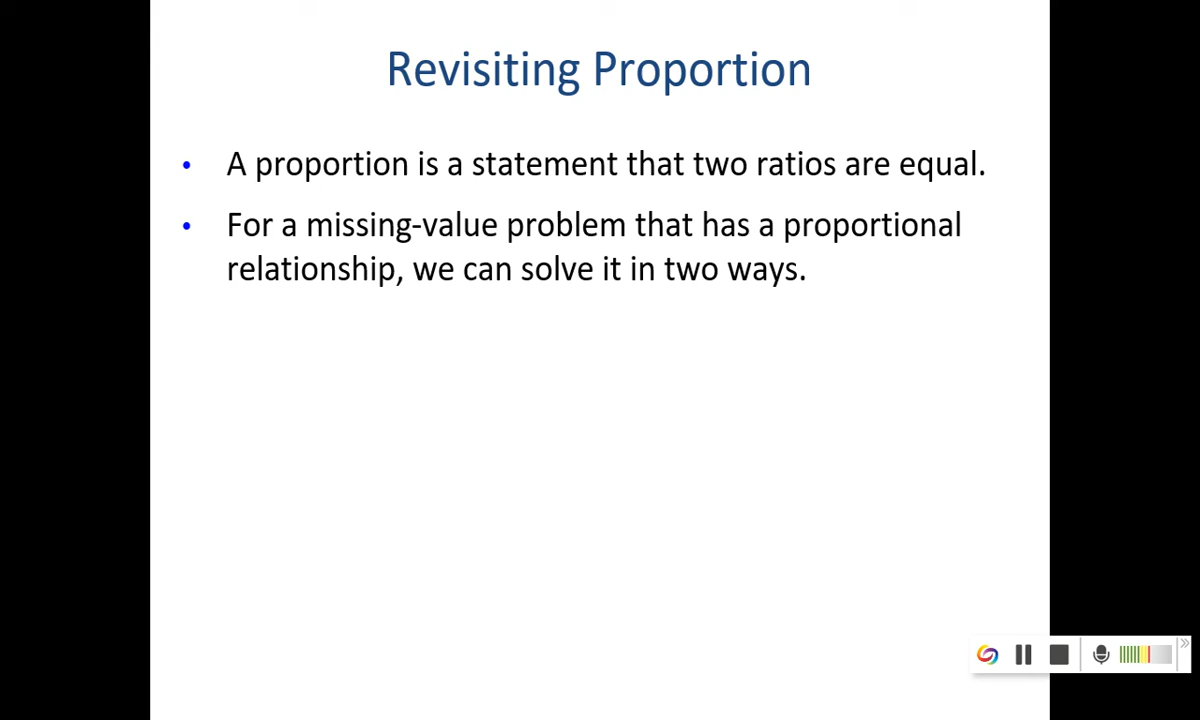 Revisiting Proportion
• A proportion is a statement that two ratios are equal.
• For a missing-value problem that has a proportional
relationship, we can solve it in two ways.